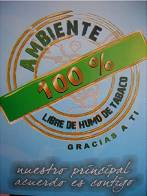 AMBIENTE
100 %
LIBRE DE HUMO DE TABACO
GRACIAS A TI
nuestro principal
acuerdo es contigo